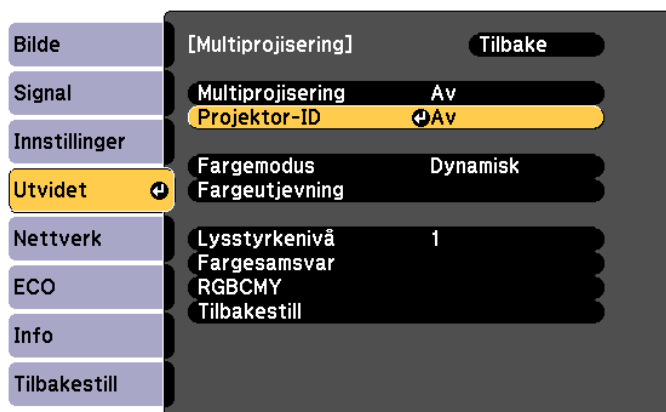 Bilde
Signal
Innstillinger
Utvidet
Nettverk
ECO
Info
Tilbakestill
[Multiprojisering] Tilbake
Multiprojisering Av
Projektor-ID Av
Fargemodus Dynamisk
Fargeutjevning
Lysstyrkenivå 1
Fargesamsvar
RGBCMY
Tilbakestill